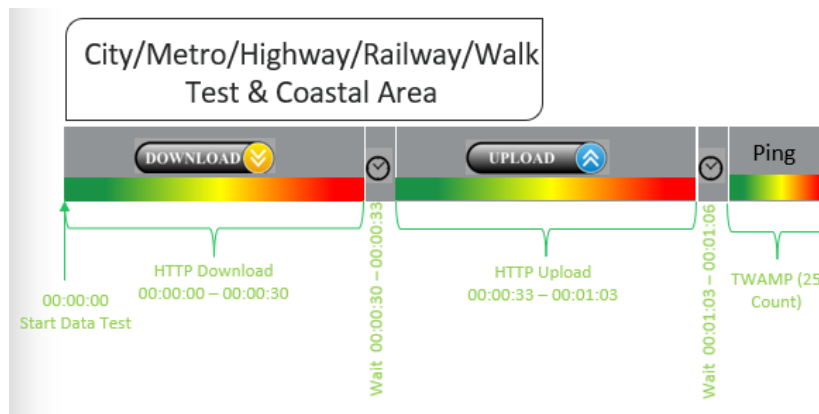 City/Metro/Highway/Railway/Walk
Test & Coastal Area
DOWNLOAD
UPLOAD
Ping
00:00:00
Start Data Test
HTTP Download
00:00:00 – 00:00:30
Wait 00:00:30 – 00:00:33
HTTP Upload
00:00:33 – 00:01:03
Wait 00:01:03 – 00:01:06
TWAMP (25
Count)